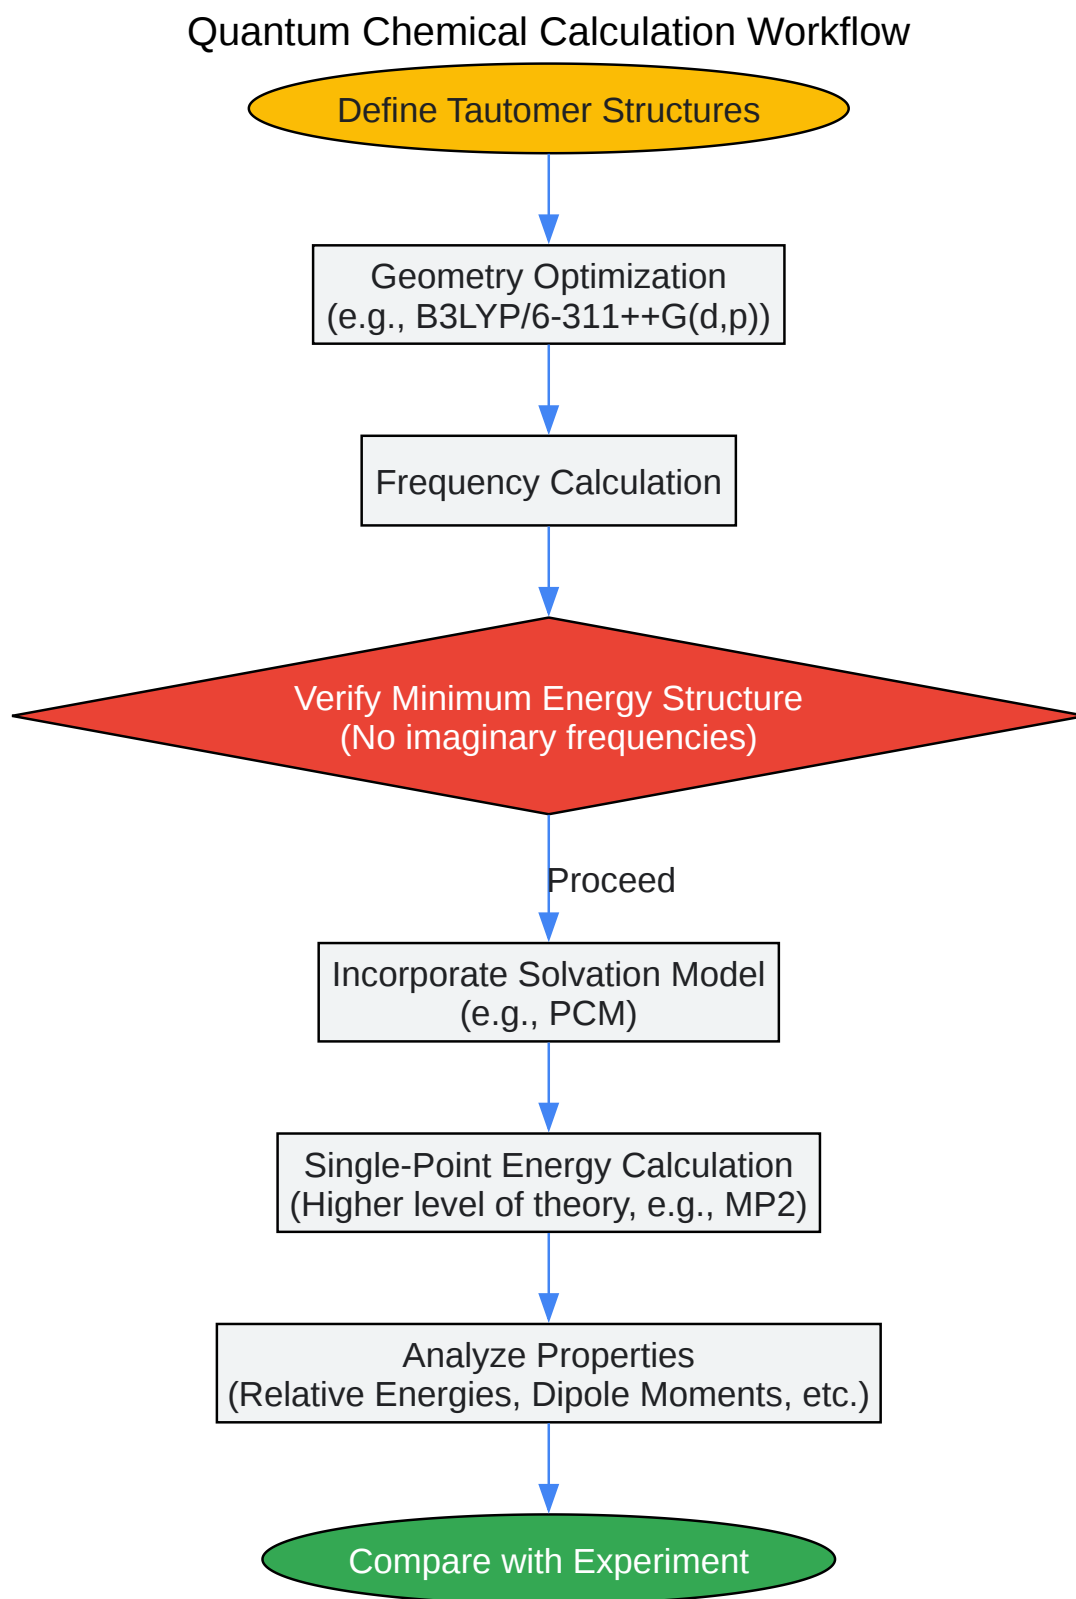 Quantum Chemical Calculation Workflow
Define Tautomer Structures
Geometry Optimization
(e.g., B3LYP/6-311++G(d,p))
Frequency Calculation
Verify Minimum Energy Structure
(No imaginary frequencies)
Proceed
Incorporate Solvation Model
(e.g., PCM)
Single-Point Energy Calculation
(Higher level of theory, e.g., MP2)
Analyze Properties
(Relative Energies, Dipole Moments, etc.)
Compare with Experiment